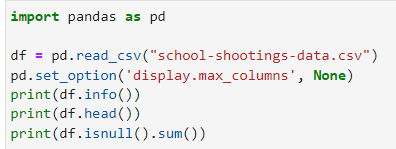 import pandas as pd
df = pd.read_csv("school-shootings-data.csv")
pd.set_option('display.max_columns', None)
print(df.info())
print(df.head())
print(df.isnull().sum())